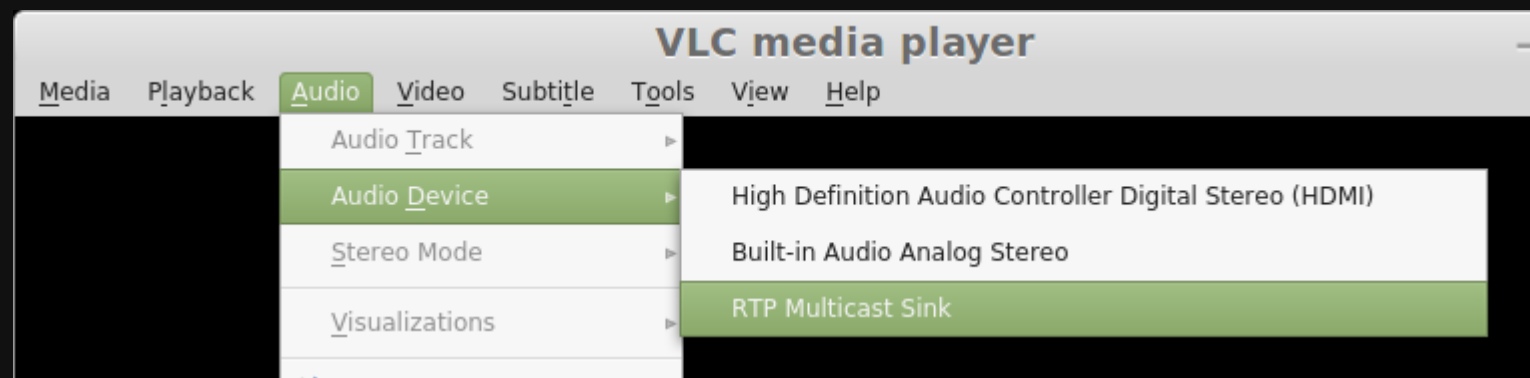 VLC media player
Media Playback Audio Video Subtitle Tools View Help
Audio Track
Audio Device
High Definition Audio Controller Digital Stereo (HDMI)
Stereo Mode
Built-in Audio Analog Stereo
RTP Multicast Sink
Visualizations